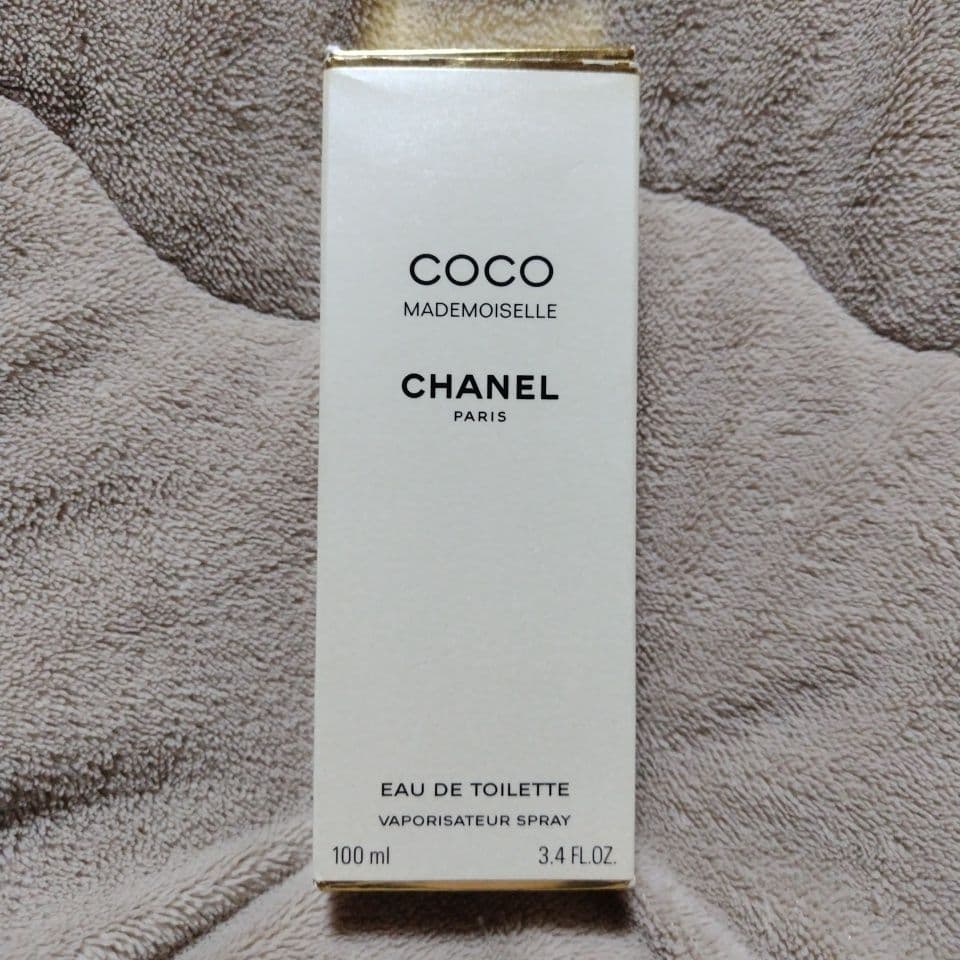 COCO
MADEMOISELLE
CHANEL
PARIS
EAU DE TOILETTE
VAPORISATEUR SPRAY
100 ml 3.4 FL.OZ.